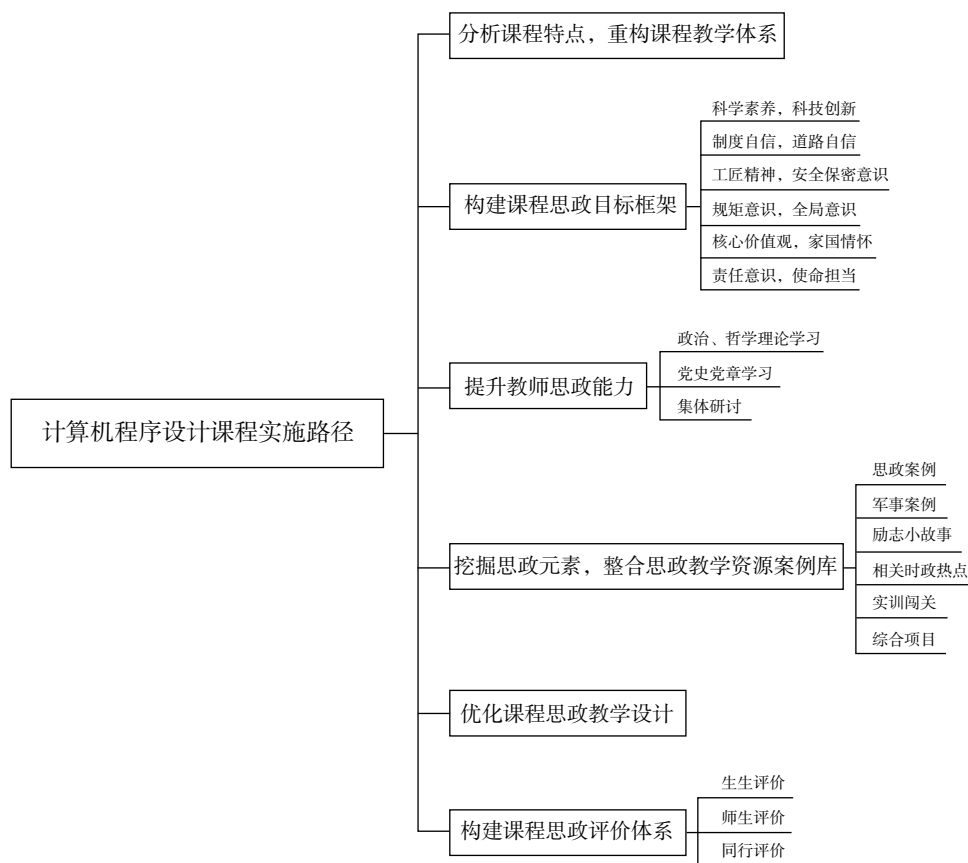 分析课程特点，重构课程教学体系
科学素养，科技创新
制度自信，道路自信
工匠精神，安全保密意识
构建课程思政目标框架
规矩意识，全局意识
核心价值观，家国情怀
责任意识，使命担当
政治、哲学理论学习
提升教师思政能力
党史党章学习
集体研讨
计算机程序设计课程实施路径
思政案例
军事案例
励志小故事
挖掘思政元素，整合思政教学资源案例库
相关时政热点
实训闯关
综合项目
优化课程思政教学设计
生生评价
构建课程思政评价体系
师生评价
同行评价